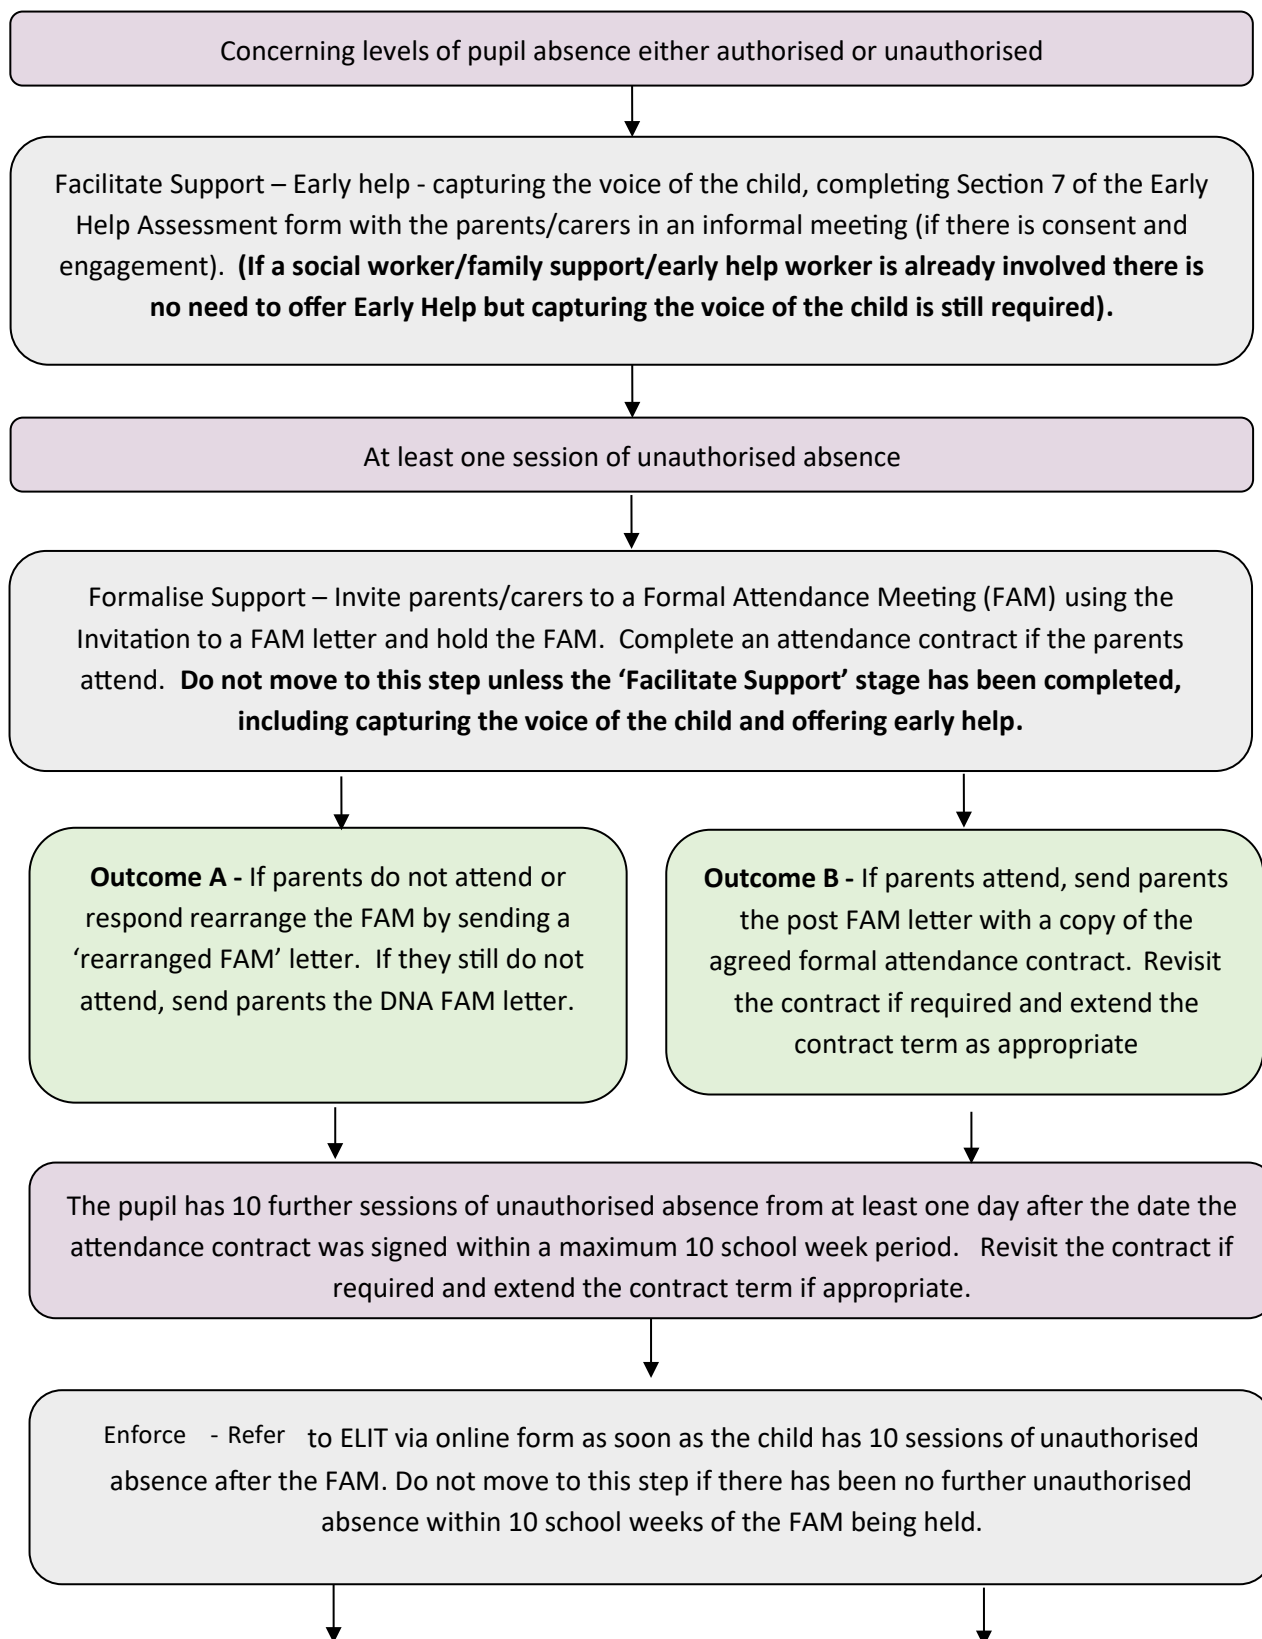 Concerning levels of pupil absence either authorised or unauthorised
Facilitate Support – Early help - capturing the voice of the child, completing Section 7 of the Early
Help Assessment form with the parents/carers in an informal meeting (if there is consent and
engagement).  (If a social worker/family support/early help worker is already involved there is
no need to offer Early Help but capturing the voice of the child is still required).
At least one session of unauthorised absence
Formalise Support – Invite parents/carers to a Formal Attendance Meeting (FAM) using the
Invitation to a FAM letter and hold the FAM.  Complete an attendance contract if the parents
attend.  Do not move to this step unless the ‘Facilitate Support’ stage has been completed,
including capturing the voice of the child and offering early help.
Outcome A - If parents do not attend or
respond rearrange the FAM by sending a
‘rearranged FAM’ letter.  If they still do not
attend, send parents the DNA FAM letter.
Outcome B - If parents attend, send parents
the post FAM letter with a copy of the
agreed formal attendance contract.  Revisit
the contract if required and extend the
contract term as appropriate
The pupil has 10 further sessions of unauthorised absence from at least one day after the date the
attendance contract was signed within a maximum 10 school week period.   Revisit the contract if
required and extend the contract term if appropriate.
Enforce - Refer to ELIT via online form as soon as the child has 10 sessions of unauthorised
absence after the FAM. Do not move to this step if there has been no further unauthorised
absence within 10 school weeks of the FAM being held.